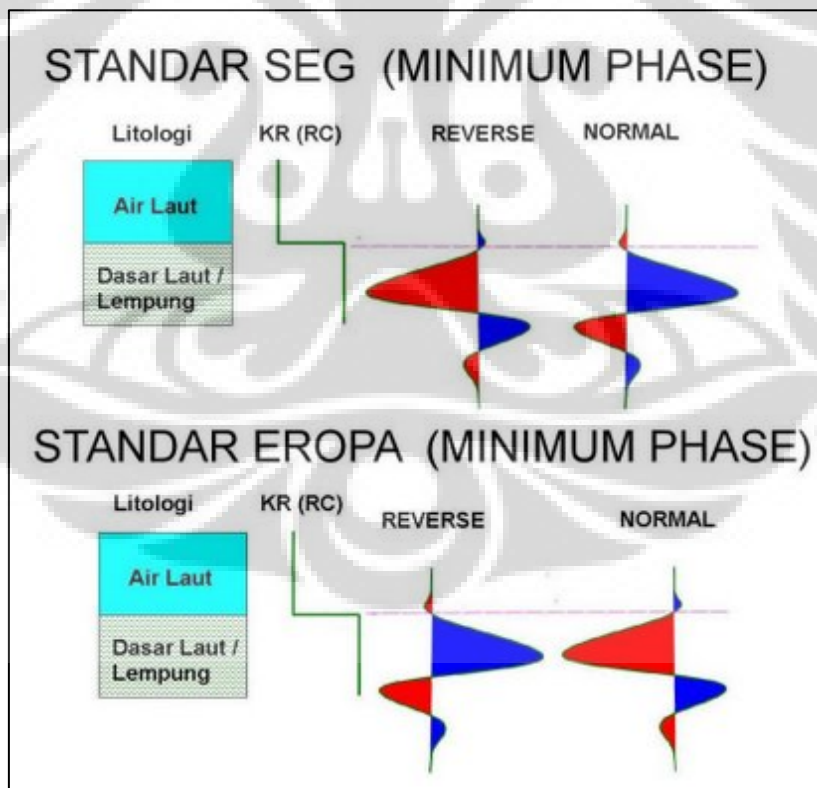 STANDAR SEG (MINIMUM PHASE)
Litologi KR (RC) REVERSE NORMAL
Air Laut
Dasar Laut /
Lempung
STANDAR EROPA (MINIMUM PHASE)
Litologi KR (RC) REVERSE NORMAL
Air Laut
Dasar Laut /
Lempung